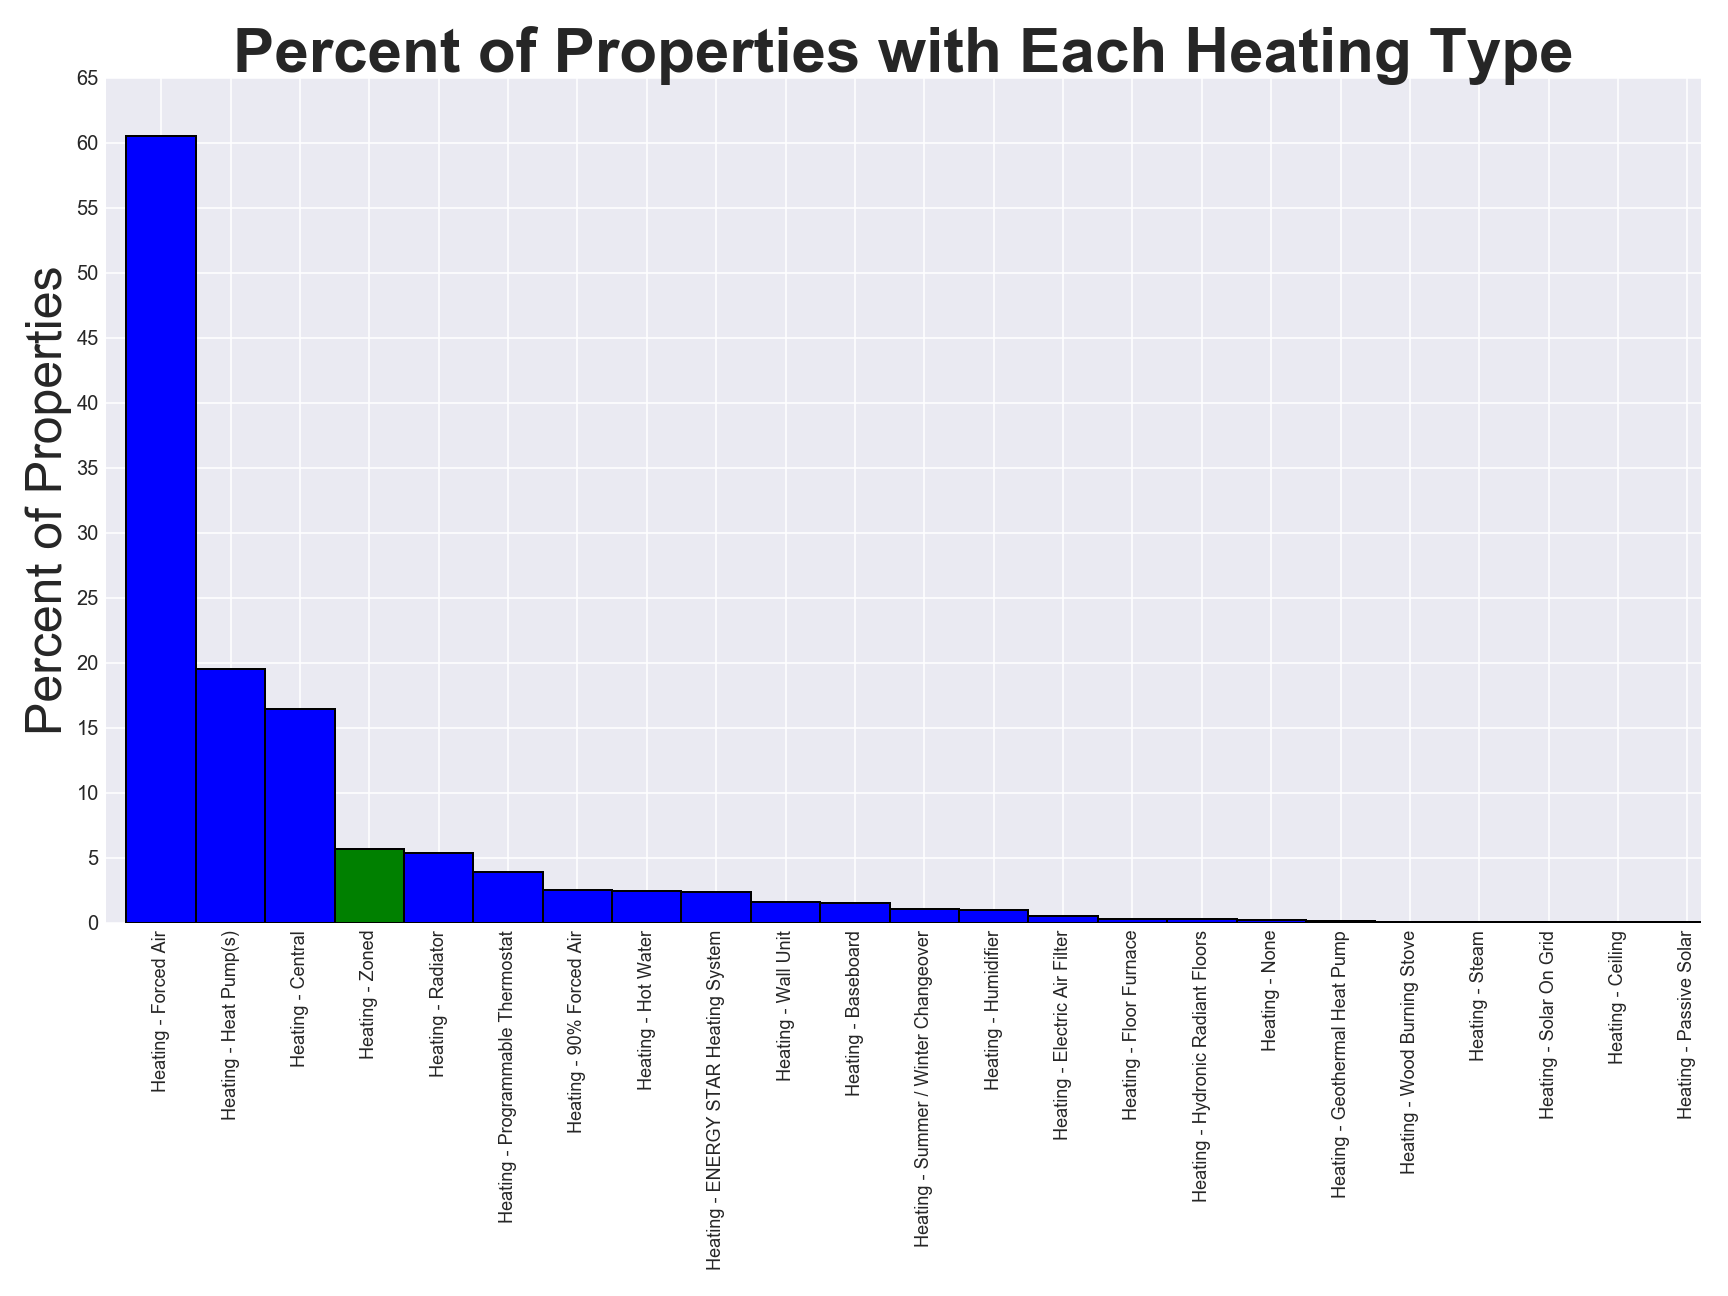 Percent of Properties with Each Heating Type
Percent of Properties
65
60
55
50
45
40
35
30
25
20
15
10
5
0
Heating - Forced Air
Heating - Heat Pump(s)
Heating - Central
Heating - Zoned
Heating - Radiator
Heating - Programmable Thermostat
Heating - 90% Forced Air
Heating - Hot Water
Heating - ENERGY STAR Heating System
Heating - Wall Unit
Heating - Baseboard
Heating - Summer / Winter Changeover
Heating - Humidifier
Heating - Electric Air Filter
Heating - Floor Furnace
Heating - Hydronic Radiant Floors
Heating - None
Heating - Geothermal Heat Pump
Heating - Wood Burning Stove
Heating - Steam
Heating - Solar On Grid
Heating - Ceiling
Heating - Passive Solar